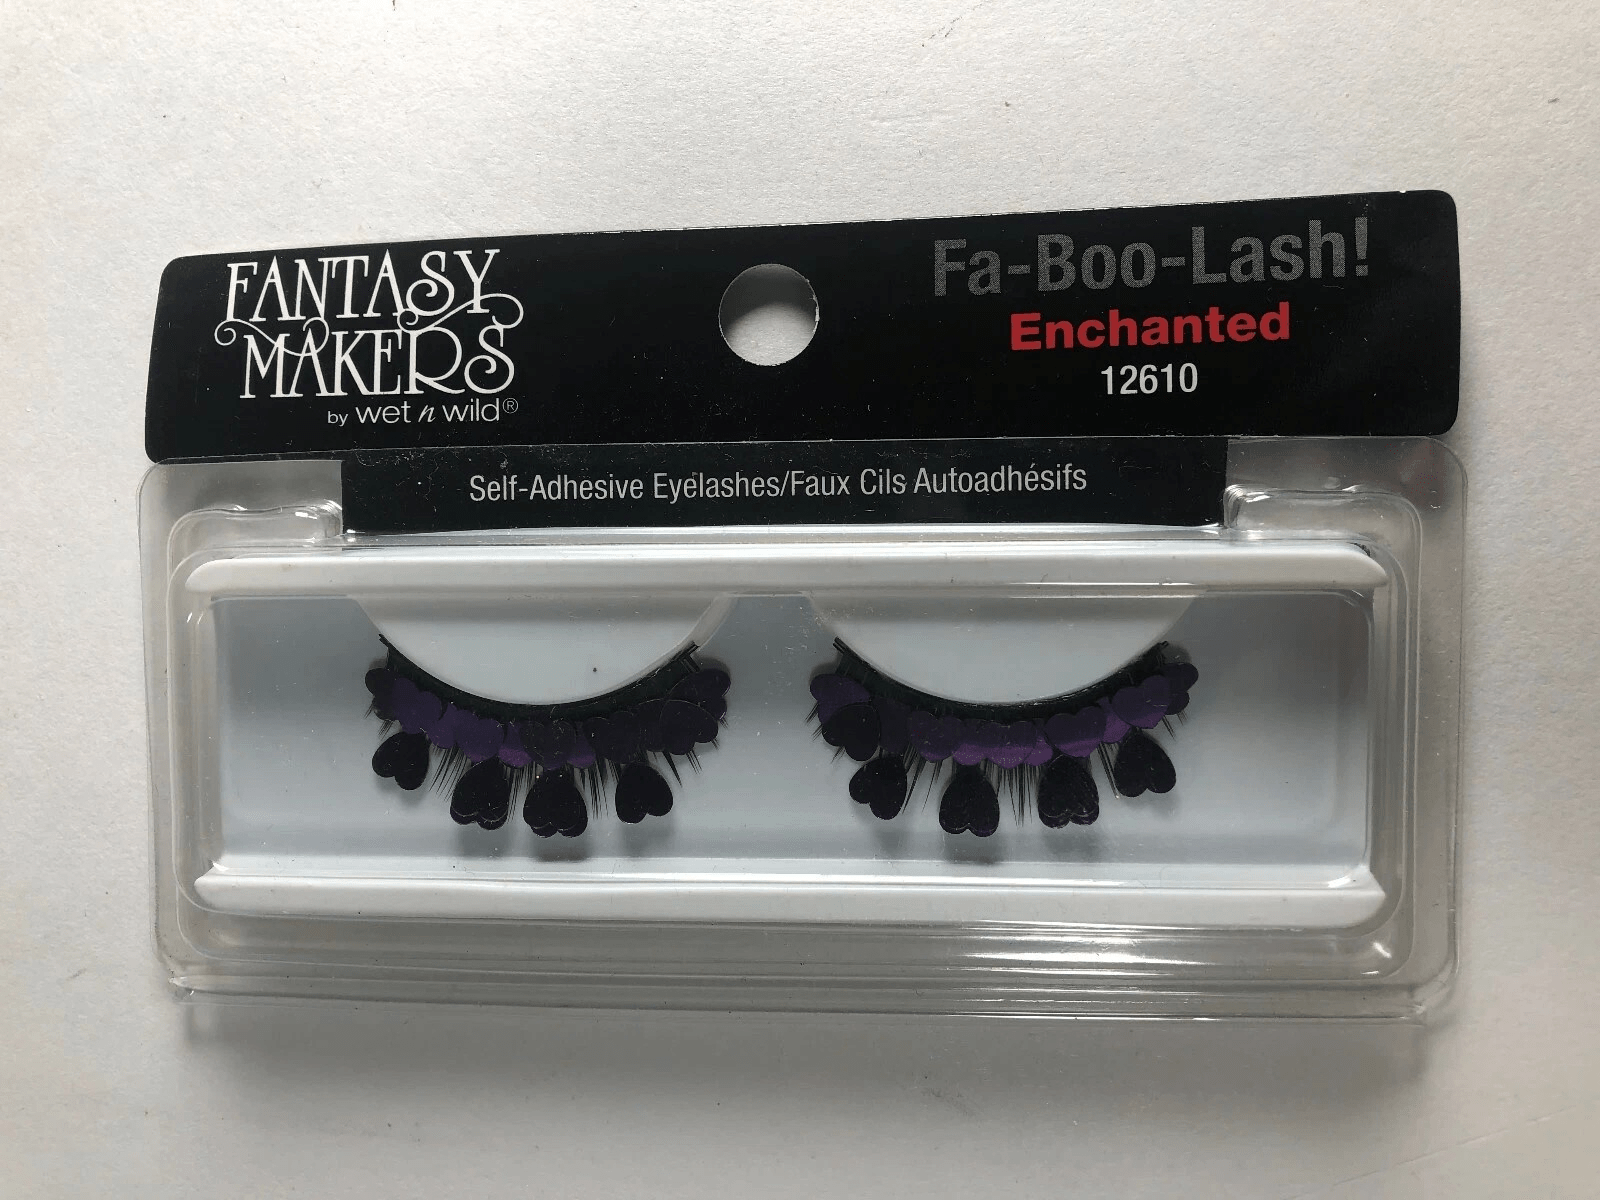 FANTASY
MAKERS
by wet n wild®
Fa-Boo-Lash!
Enchanted
12610
Self-Adhesive Eyelashes/Faux Cils Autoadhésifs